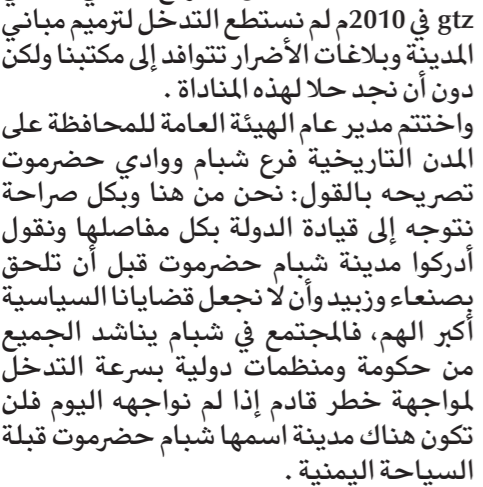 gtz في 2010م لم نستطع التدخل لترميم مباني
المدينة وبلاغات الأضرار تتوافد إلى مكتبنا ولكن
دون أن نجد حلا لهذه المناداة .
واختتم مدير عام الهيئة العامة للمحافظة على
المدن التاريخية فرع شبام ووادي حضرموت
تصريحه بالقول: نحن من هنا وبكل صراحة
نتوجه إلى قيادة الدولة بكل مفاصلها ونقول
أدركوا مدينة شبام حضرموت قبل أن تلحق
بصنعاء وزبيد وأن لا نجعل قضايانا السياسية
أكبر الهم، فالمجتمع في شبام يناشد الجميع
من حكومة ومنظمات دولية بسرعة التدخل
لمواجهة خطر قادم إذا لم نواجهه اليوم فلن
تكون هناك مدينة اسمها شبام حضرموت قبلة
السياحة اليمنية .